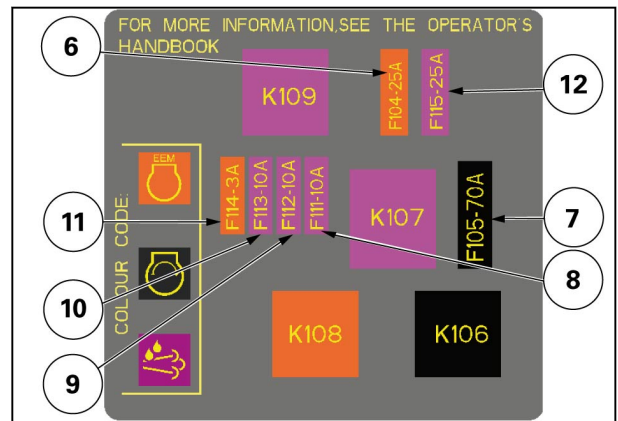 FOR MORE INFORMATION,SEE THE OPERATOR'S
HANDBOOK
6
12
K109
F104-25A
F115-25A
COLOUR CODE:
EEM
F114-3A
F113-10A
F112-10A
F111-10A
K107
F105-70A
11
7
10
8
K108
K106
9